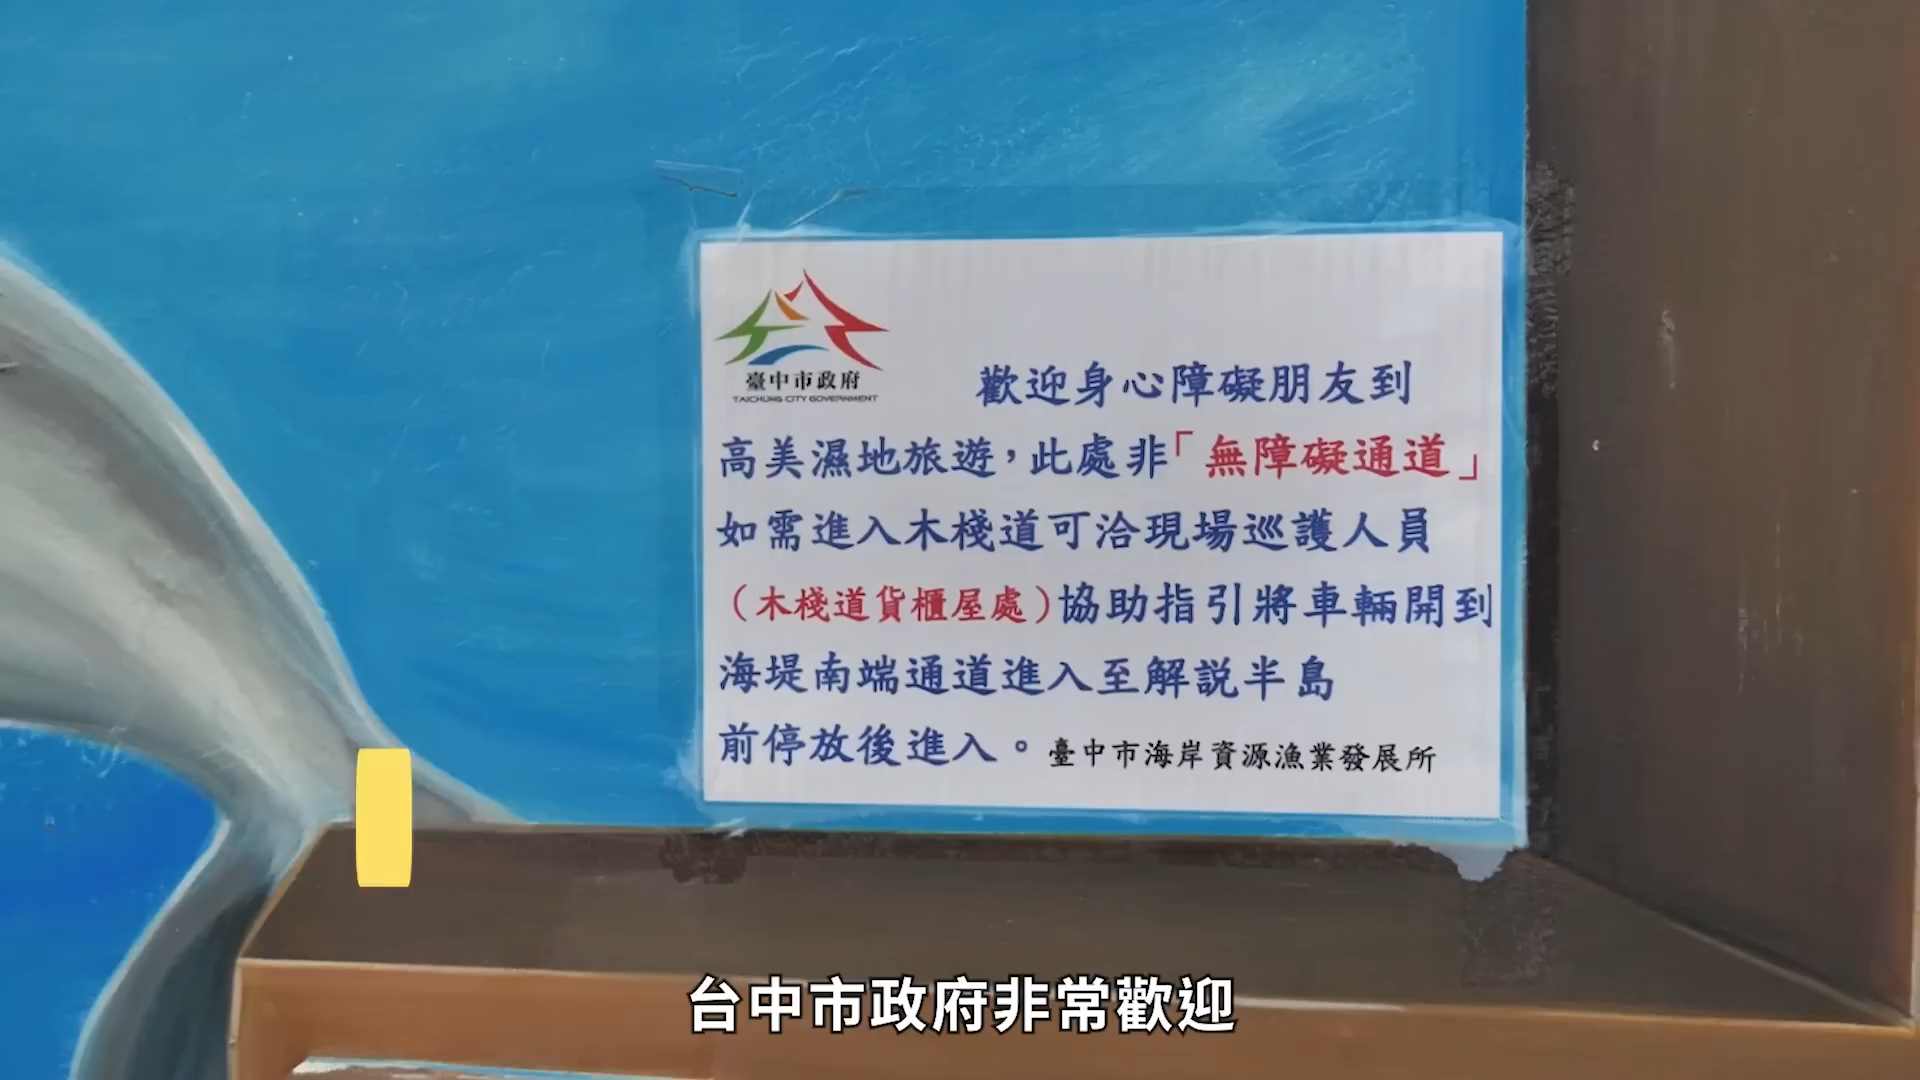 臺中市政府
TAICHUNG CITY GOVERNMENT
歡迎身心障礙朋友到
高美濕地旅遊，此處非「無障礙通道」
如需進入木棧道可洽現場巡護人員
（木棧道貨櫃屋處）協助指引將車輛開到
海堤南端通道進入至解説半島
前停放後進入。臺中市海岸資源漁業發展所
台中市政府非常歡迎